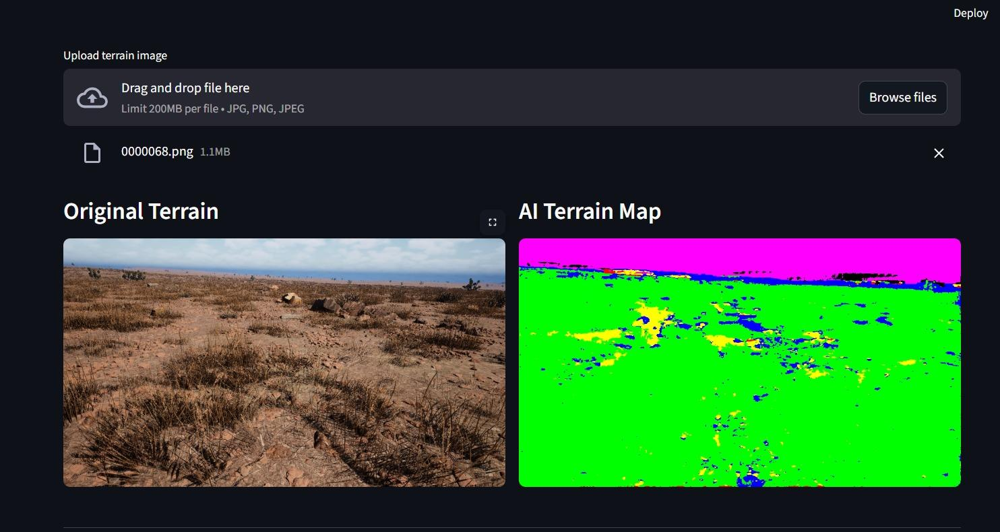 Deploy
Upload terrain image
Drag and drop file here
Limit 200MB per file • JPG, PNG, JPEG
Browse files
0000068.png 1.1MB
Original Terrain
AI Terrain Map